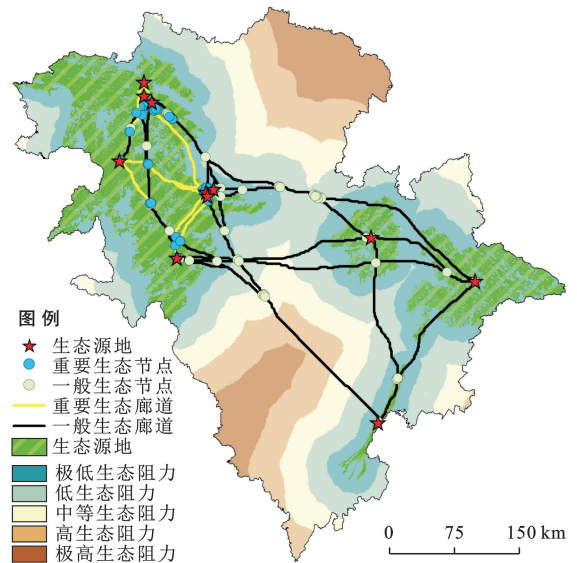 图例
生态源地
重要生态节点
一般生态节点
重要生态廊道
一般生态廊道
生态源地
极低生态阻力
低生态阻力
中等生态阻力
高生态阻力
极高生态阻力
0 75 150 km